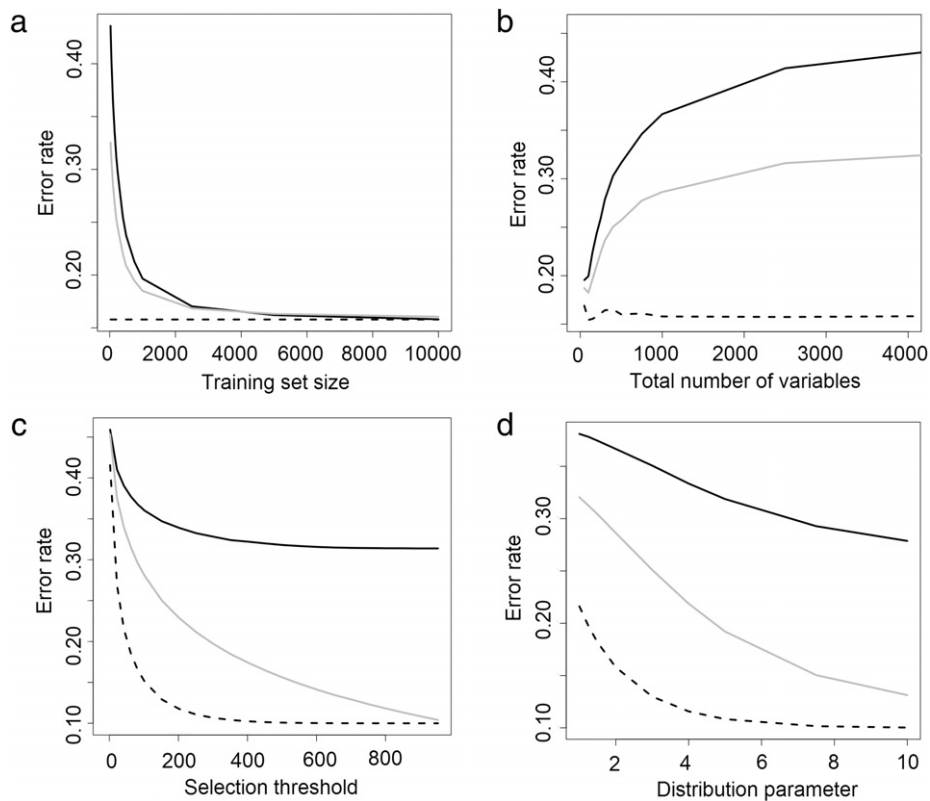 a
Error rate
0.20 0.30 0.40
0 2000 4000 6000 8000 10000
Training set size
b
Error rate
0.20 0.30 0.40
0 1000 2000 3000 4000
Total number of variables
c
Error rate
0.10 0.20 0.30 0.40
0 200 400 600 800
Selection threshold
d
Error rate
0.10 0.20 0.30
2 4 6 8 10
Distribution parameter